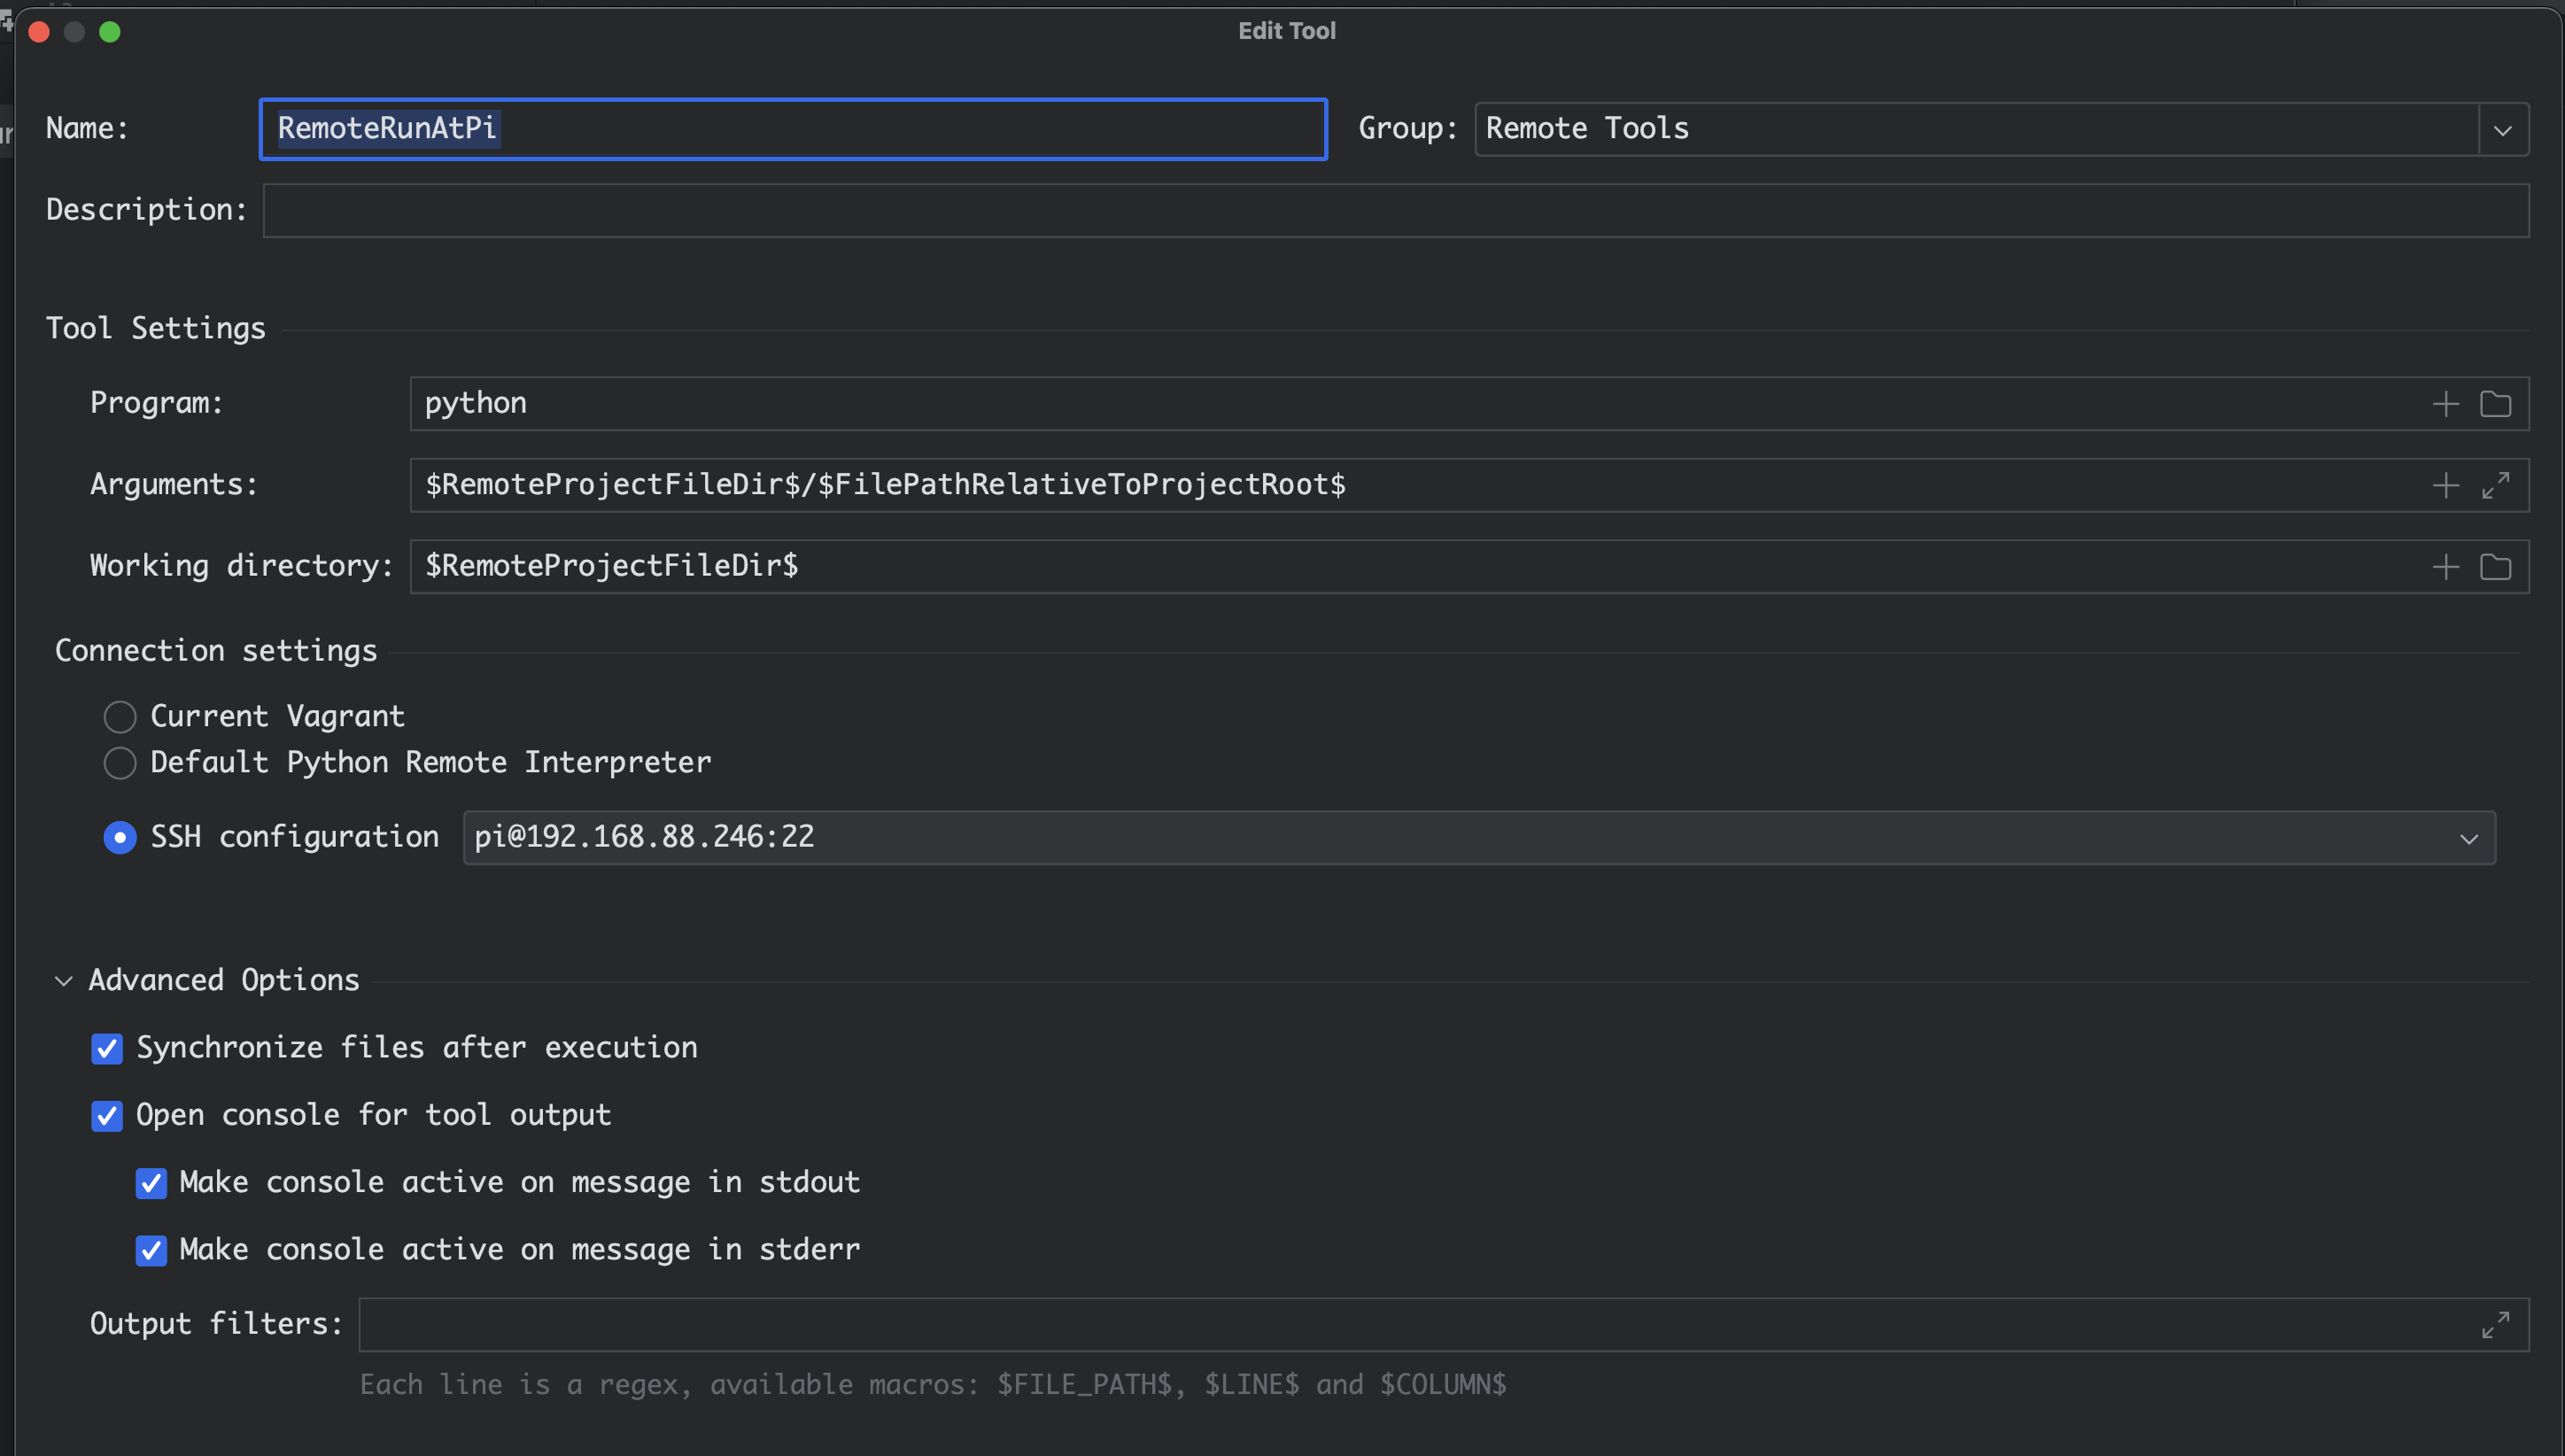 Edit Tool
Name: RemoteRunAtPi Group: Remote Tools
Description:
Tool Settings
Program: python
Arguments: $RemoteProjectFileDir$/$FilePathRelativeToProjectRoot$
Working directory: $RemoteProjectFileDir$
Connection settings
Current Vagrant
Default Python Remote Interpreter
SSH configuration pi@192.168.88.246:22
Advanced Options
Synchronize files after execution
Open console for tool output
Make console active on message in stdout
Make console active on message in stderr
Output filters:
Each line is a regex, available macros: $FILE_PATH$, $LINE$ and $COLUMN$